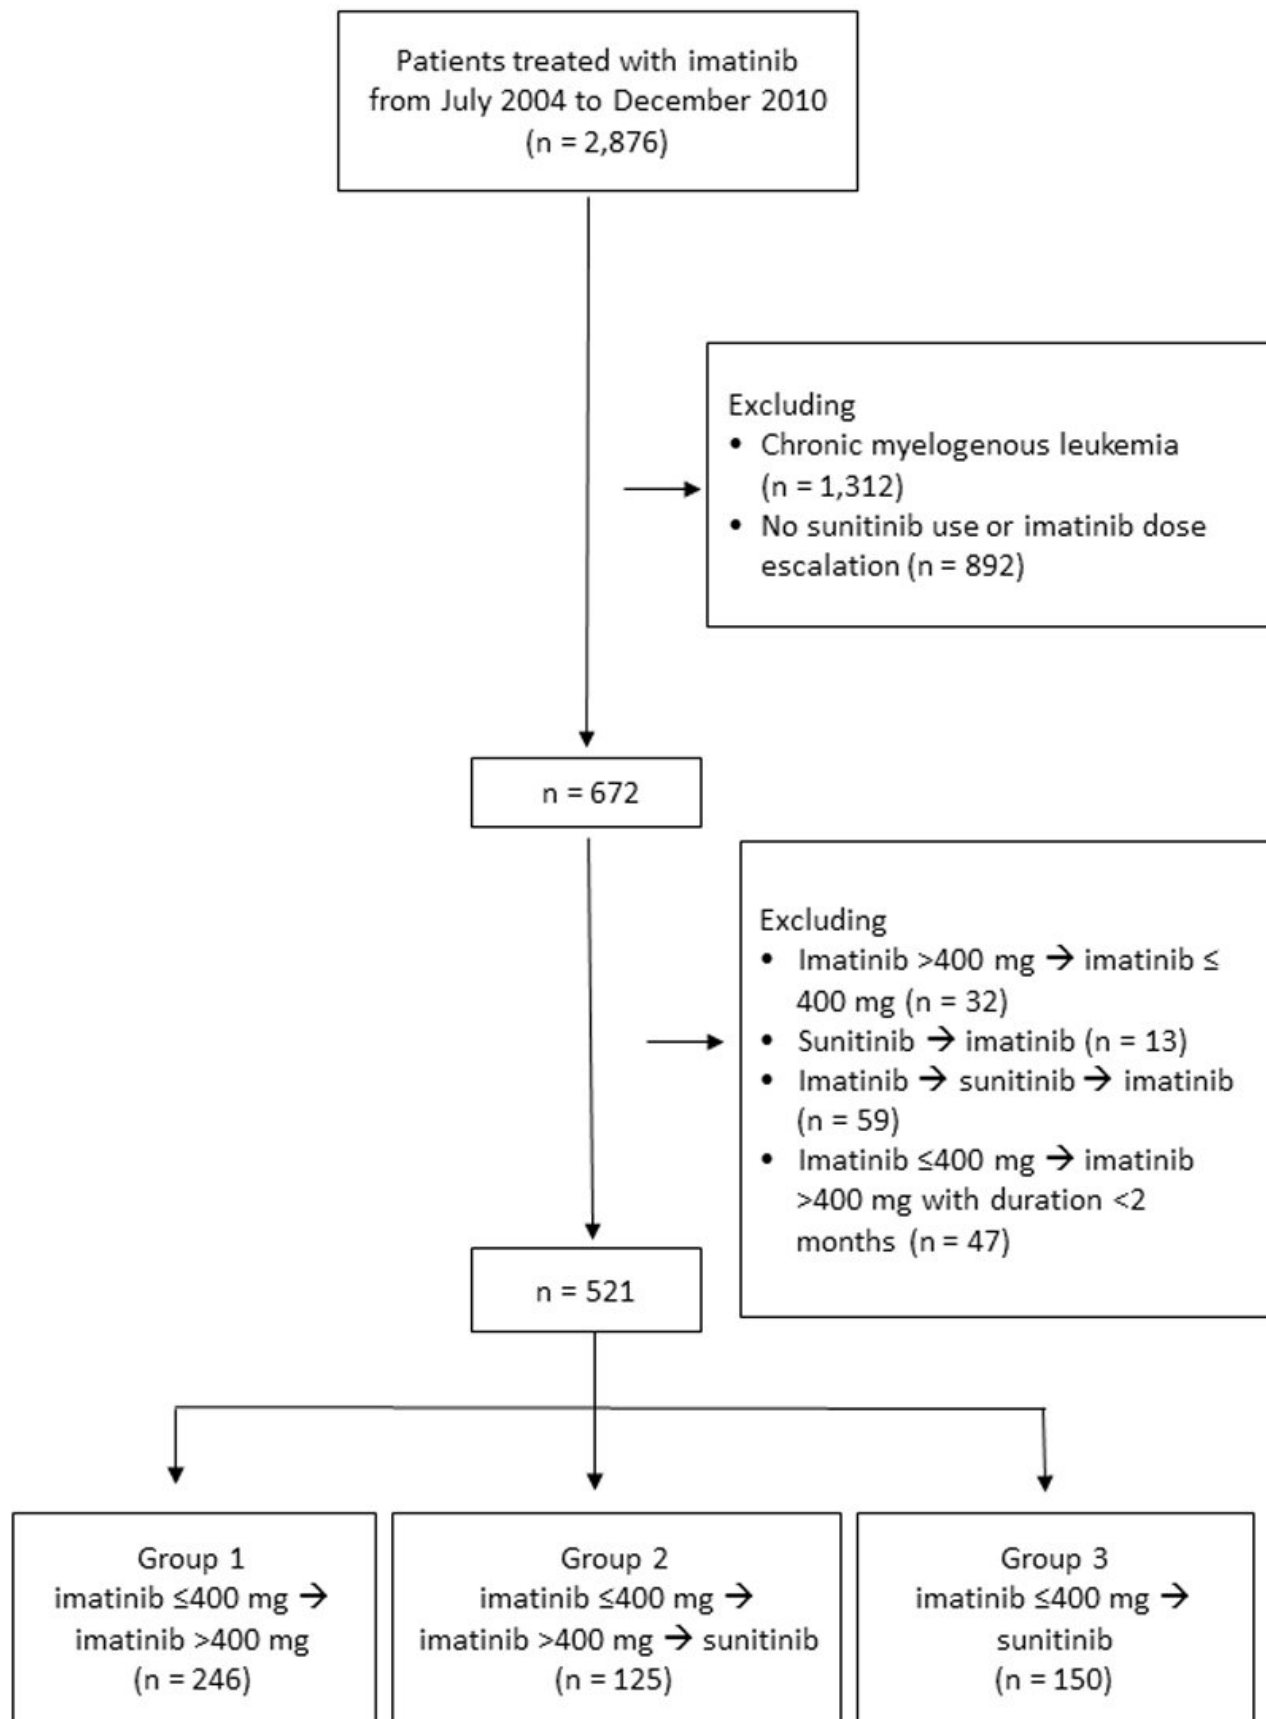 Patients treated with imatinib
from July 2004 to December 2010
(n = 2,876)
Excluding
• Chronic myelogenous leukemia
(n = 1,312)
• No sunitinib use or imatinib dose
escalation (n = 892)
n = 672
Excluding
• Imatinib >400 mg → imatinib ≤
400 mg (n = 32)
• Sunitinib → imatinib (n = 13)
• Imatinib → sunitinib → imatinib
(n = 59)
• Imatinib ≤400 mg → imatinib
>400 mg with duration <2
months (n = 47)
n = 521
Group 1
imatinib ≤400 mg →
imatinib >400 mg
(n = 246)
Group 2
imatinib ≤400 mg →
imatinib >400 mg → sunitinib
(n = 125)
Group 3
imatinib ≤400 mg →
sunitinib
(n = 150)